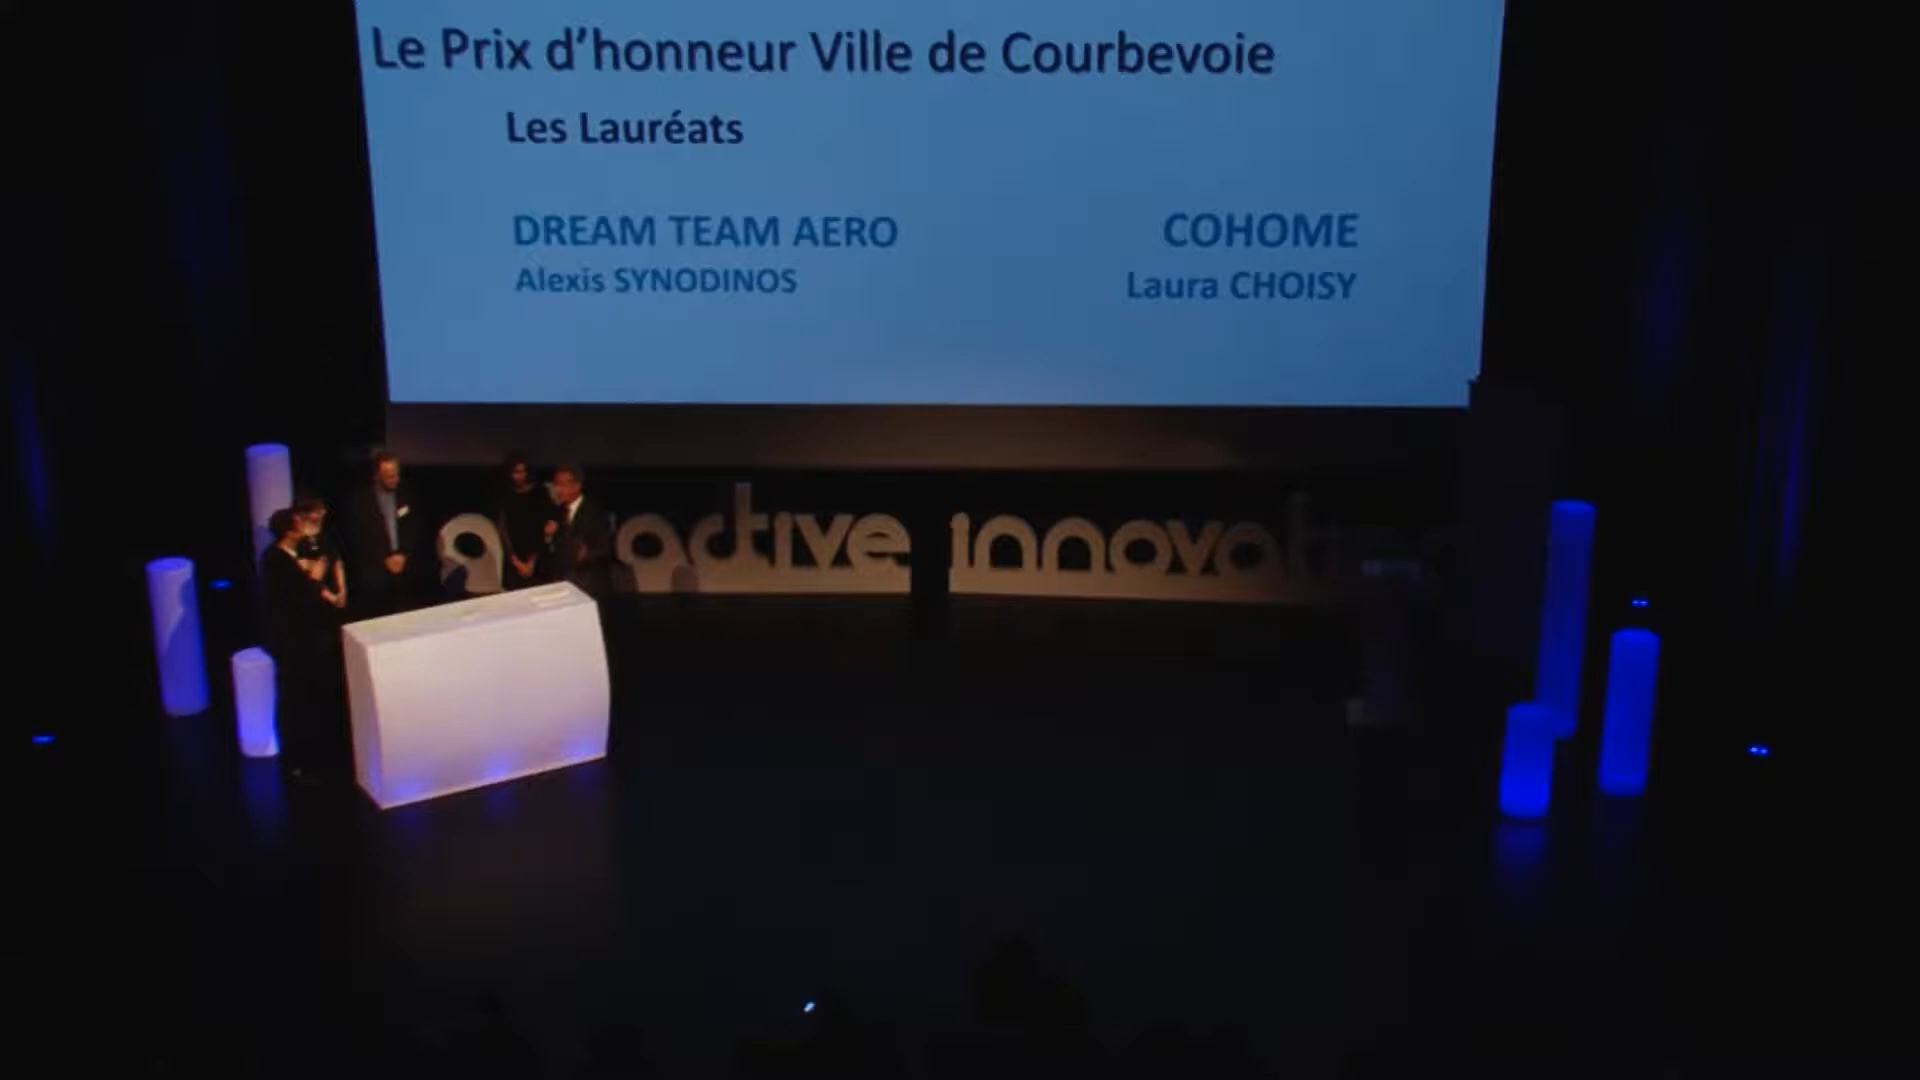 Le Prix d’honneur Ville de Courbevoie
Les Lauréats
DREAM TEAM AERO
Alexis SYNODINOS
COHOME
Laura CHOISY